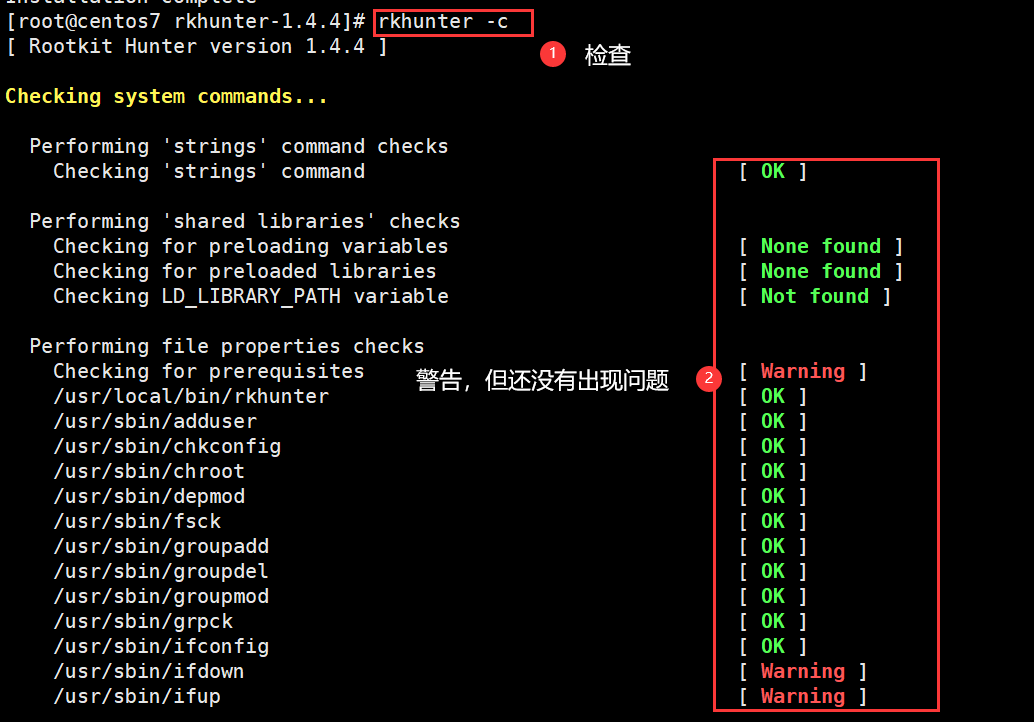 Installation complete
[root@centos7 rkhunter-1.4.4]# rkhunter -c
[ Rootkit Hunter version 1.4.4 ]
1 检查
Checking system commands...
Performing 'strings' command checks
Checking 'strings' command [ OK ]
Performing 'shared libraries' checks
Checking for preloading variables [ None found ]
Checking for preloaded libraries [ None found ]
Checking LD_LIBRARY_PATH variable [ Not found ]
Performing file properties checks
Checking for prerequisites 警告，但还没有出现问题 2 [ Warning ]
/usr/local/bin/rkhunter [ OK ]
/usr/sbin/adduser [ OK ]
/usr/sbin/chkconfig [ OK ]
/usr/sbin/chroot [ OK ]
/usr/sbin/depmod [ OK ]
/usr/sbin/fsck [ OK ]
/usr/sbin/groupadd [ OK ]
/usr/sbin/groupdel [ OK ]
/usr/sbin/groupmod [ OK ]
/usr/sbin/grpck [ OK ]
/usr/sbin/ifconfig [ OK ]
/usr/sbin/ifdown [ Warning ]
/usr/sbin/ifup [ Warning ]